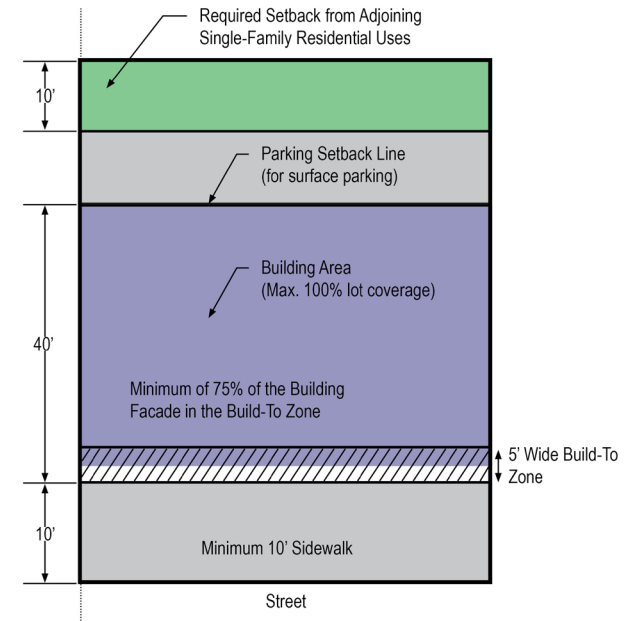 Required Setback from Adjoining
Single-Family Residential Uses
10’
Parking Setback Line
(for surface parking)
Building Area
(Max. 100% lot coverage)
40’
Minimum of 75% of the Building
Facade in the Build-To Zone
5’ Wide Build-To
Zone
10’
Minimum 10’ Sidewalk
Street